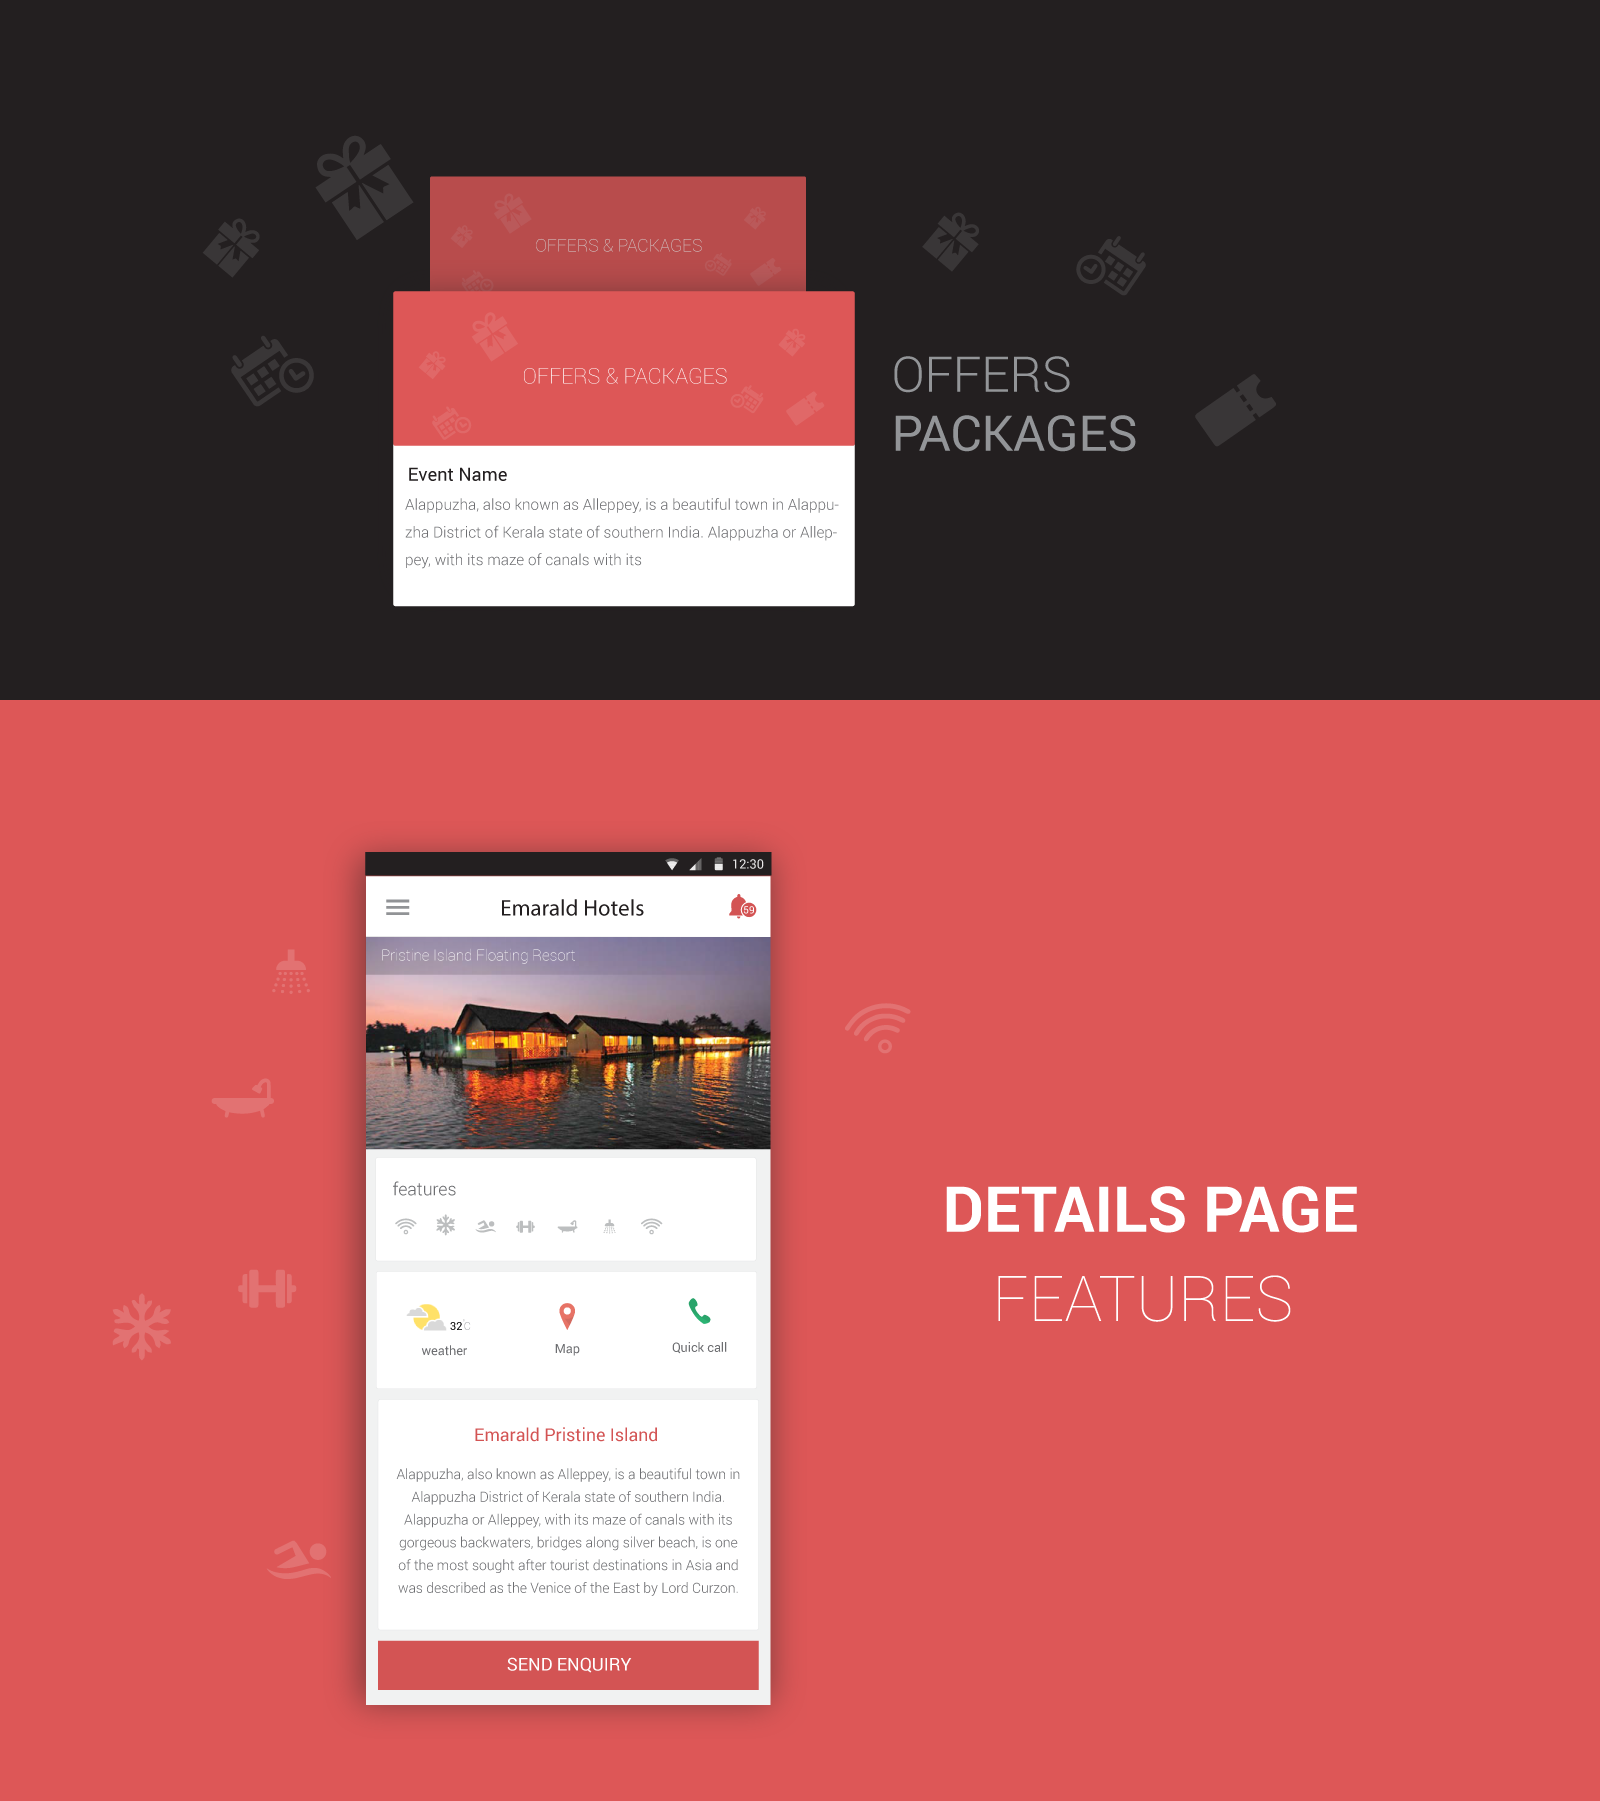 OFFERS & PACKAGES
OFFERS & PACKAGES
Event Name
Alappuzha, also known as Alleppey, is a beautiful town in Alappu-
zha District of Kerala state of southern India. Alappuzha or Allep-
pey, with its maze of canals with its
OFFERS
PACKAGES
12:30
Emarald Hotels
59
Pristine Island Floating Resort
features
32°C
weather
Map
Quick call
Emarald Pristine Island
Alappuzha, also known as Alleppey, is a beautiful town in
Alappuzha District of Kerala state of southern India.
Alappuzha or Alleppey, with its maze of canals with its
gorgeous backwaters, bridges along silver beach, is one
of the most sought after tourist destinations in Asia and
was described as the Venice of the East by Lord Curzon.
SEND ENQUIRY
DETAILS PAGE
FEATURES